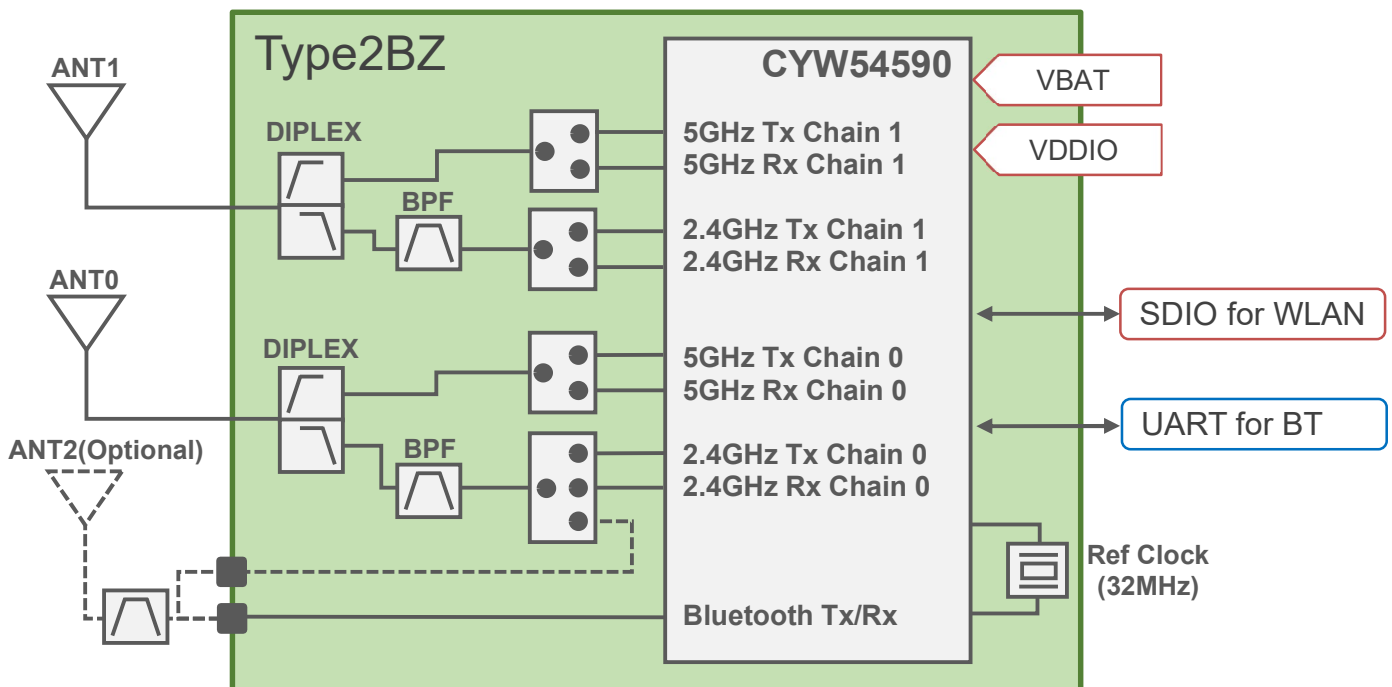 Type2BZ
CYW54590
ANT1
VBAT
DIPLEX
5GHz Tx Chain 1
5GHz Rx Chain 1
VDDIO
BPF
2.4GHz Tx Chain 1
2.4GHz Rx Chain 1
ANT0
SDIO for WLAN
DIPLEX
5GHz Tx Chain 0
5GHz Rx Chain 0
UART for BT
ANT2(Optional)
BPF
2.4GHz Tx Chain 0
2.4GHz Rx Chain 0
Ref Clock
(32MHz)
Bluetooth Tx/Rx